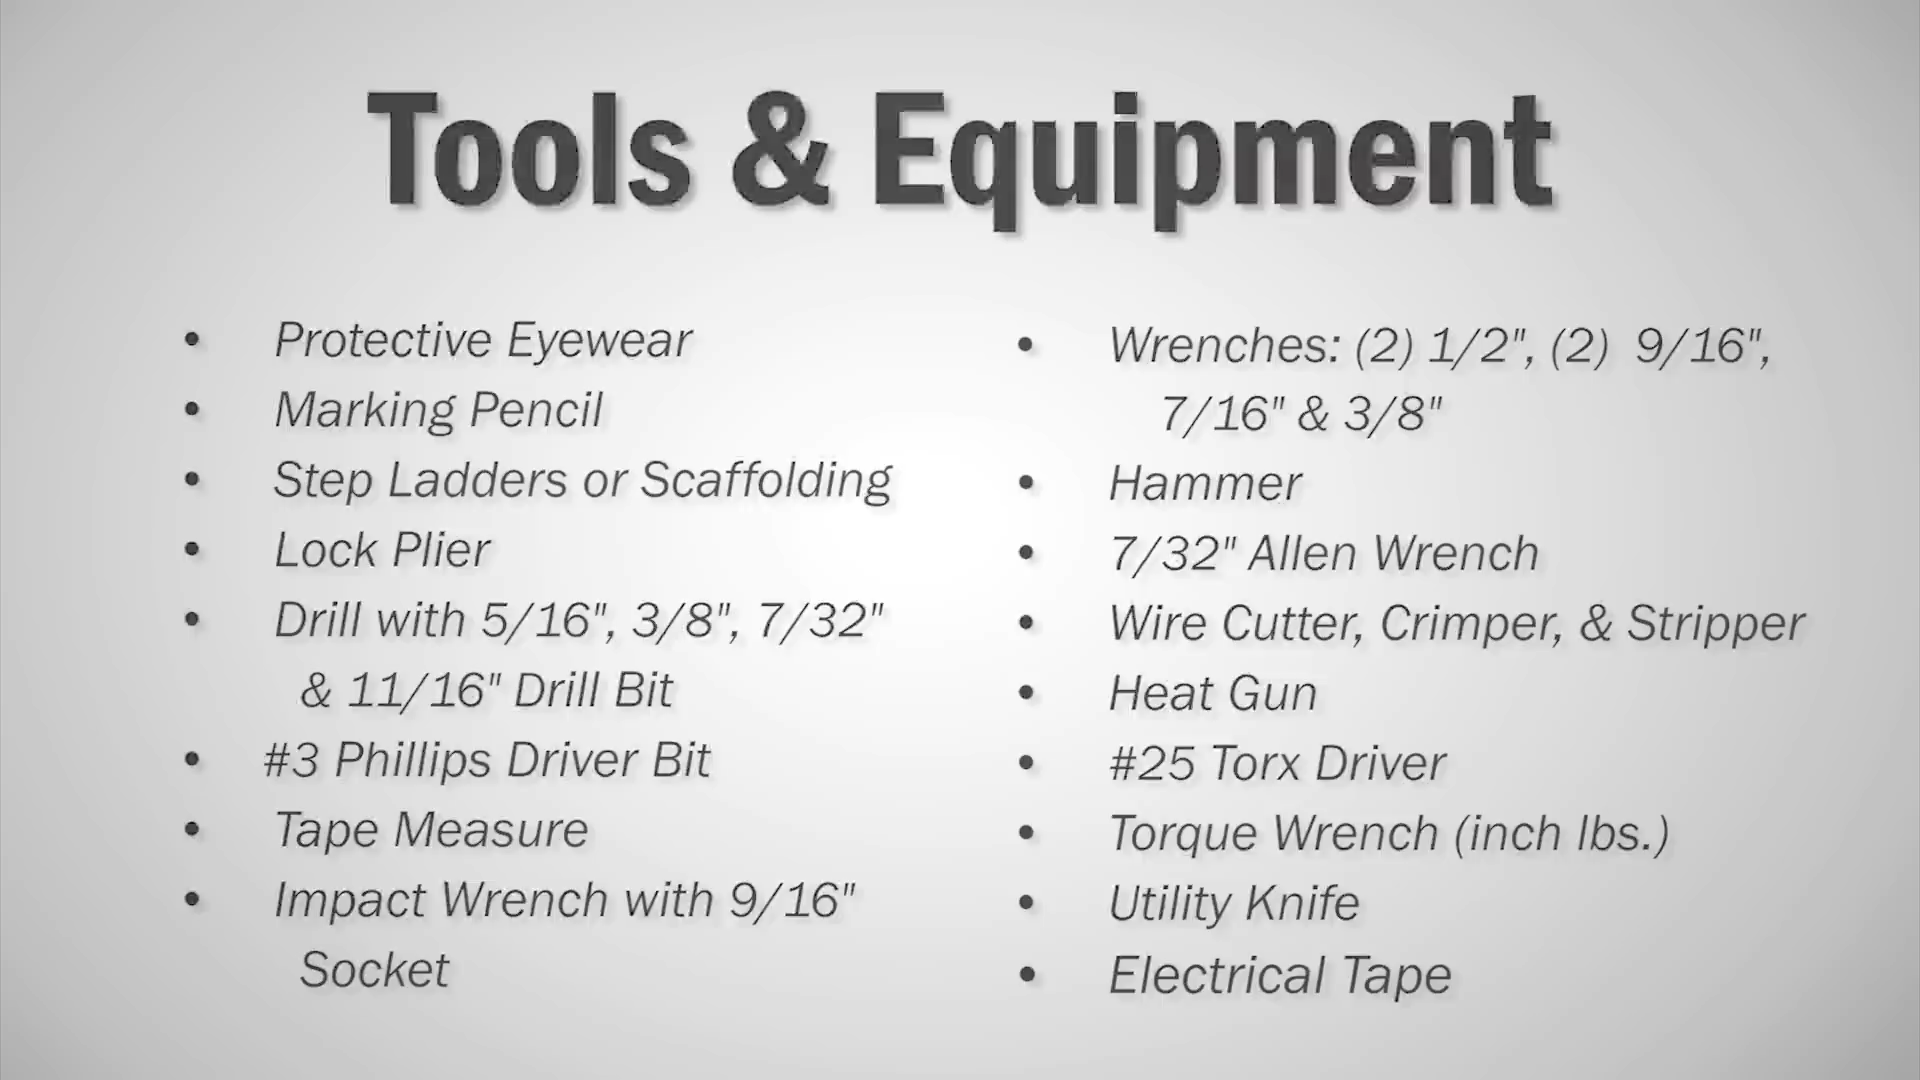 Tools & Equipment
• Protective Eyewear
• Marking Pencil
• Step Ladders or Scaffolding
• Lock Plier
• Drill with 5/16", 3/8", 7/32"
& 11/16" Drill Bit
• #3 Phillips Driver Bit
• Tape Measure
• Impact Wrench with 9/16"
Socket
• Wrenches: (2) 1/2", (2) 9/16",
7/16" & 3/8"
• Hammer
• 7/32" Allen Wrench
• Wire Cutter, Crimper, & Stripper
• Heat Gun
• #25 Torx Driver
• Torque Wrench (inch lbs.)
• Utility Knife
• Electrical Tape